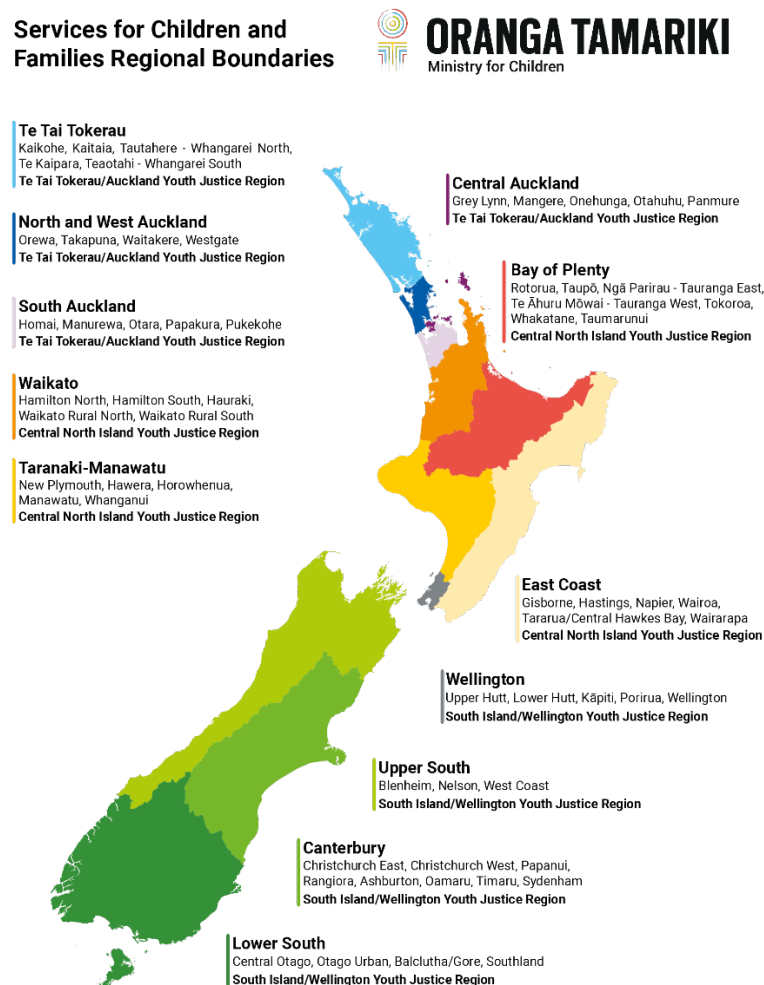 Services for Children and
Families Regional Boundaries
ORANGA TAMARIKI
Ministry for Children
Te Tai Tokerau
Kaikohe, Kaitaia, Tautahere - Whangarei North,
Te Kaipara, Teaotahi - Whangarei South
Te Tai Tokerau/Auckland Youth Justice Region
North and West Auckland
Orewa, Takapuna, Waitakere, Westgate
Te Tai Tokerau/Auckland Youth Justice Region
South Auckland
Homai, Manurewa, Otara, Papakura, Pukekohe
Te Tai Tokerau/Auckland Youth Justice Region
Waikato
Hamilton North, Hamilton South, Hauraki,
Waikato Rural North, Waikato Rural South
Central North Island Youth Justice Region
Taranaki-Manawatu
New Plymouth, Hawera, Horowhenua,
Manawatu, Whanganui
Central North Island Youth Justice Region
Central Auckland
Grey Lynn, Mangere, Onehunga, Otahuhu, Panmure
Te Tai Tokerau/Auckland Youth Justice Region
Bay of Plenty
Rotorua, Taupō, Ngā Parirau - Tauranga East,
Te Āhuru Mōwai - Tauranga West, Tokoroa,
Whakatane, Taumarunui
Central North Island Youth Justice Region
East Coast
Gisborne, Hastings, Napier, Wairoa,
Tararua/Central Hawkes Bay, Wairarapa
Central North Island Youth Justice Region
Wellington
Upper Hutt, Lower Hutt, Kāpiti, Porirua, Wellington
South Island/Wellington Youth Justice Region
Upper South
Blenheim, Nelson, West Coast
South Island/Wellington Youth Justice Region
Canterbury
Christchurch East, Christchurch West, Papanui,
Rangiora, Ashburton, Oamaru, Timaru, Sydenham
South Island/Wellington Youth Justice Region
Lower South
Central Otago, Otago Urban, Balclutha/Gore, Southland
South Island/Wellington Youth Justice Region